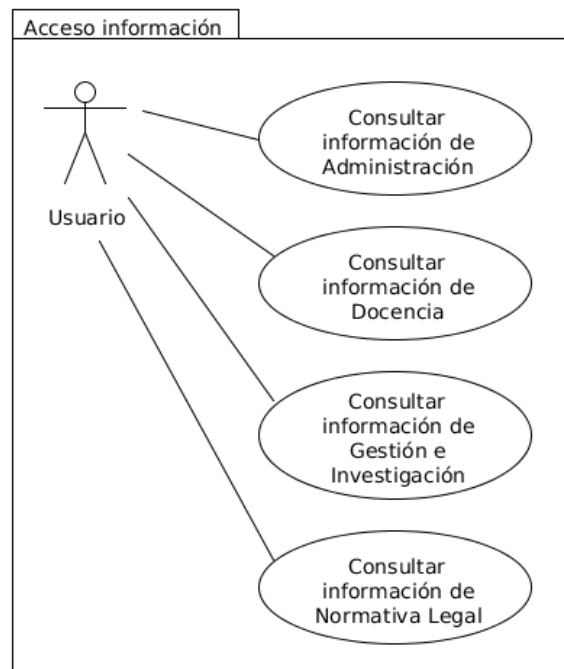 Acceso información
Usuario
Consultar
información de
Administración
Consultar
información de
Docencia
Consultar
información de
Gestión e
Investigación
Consultar
información de
Normativa Legal